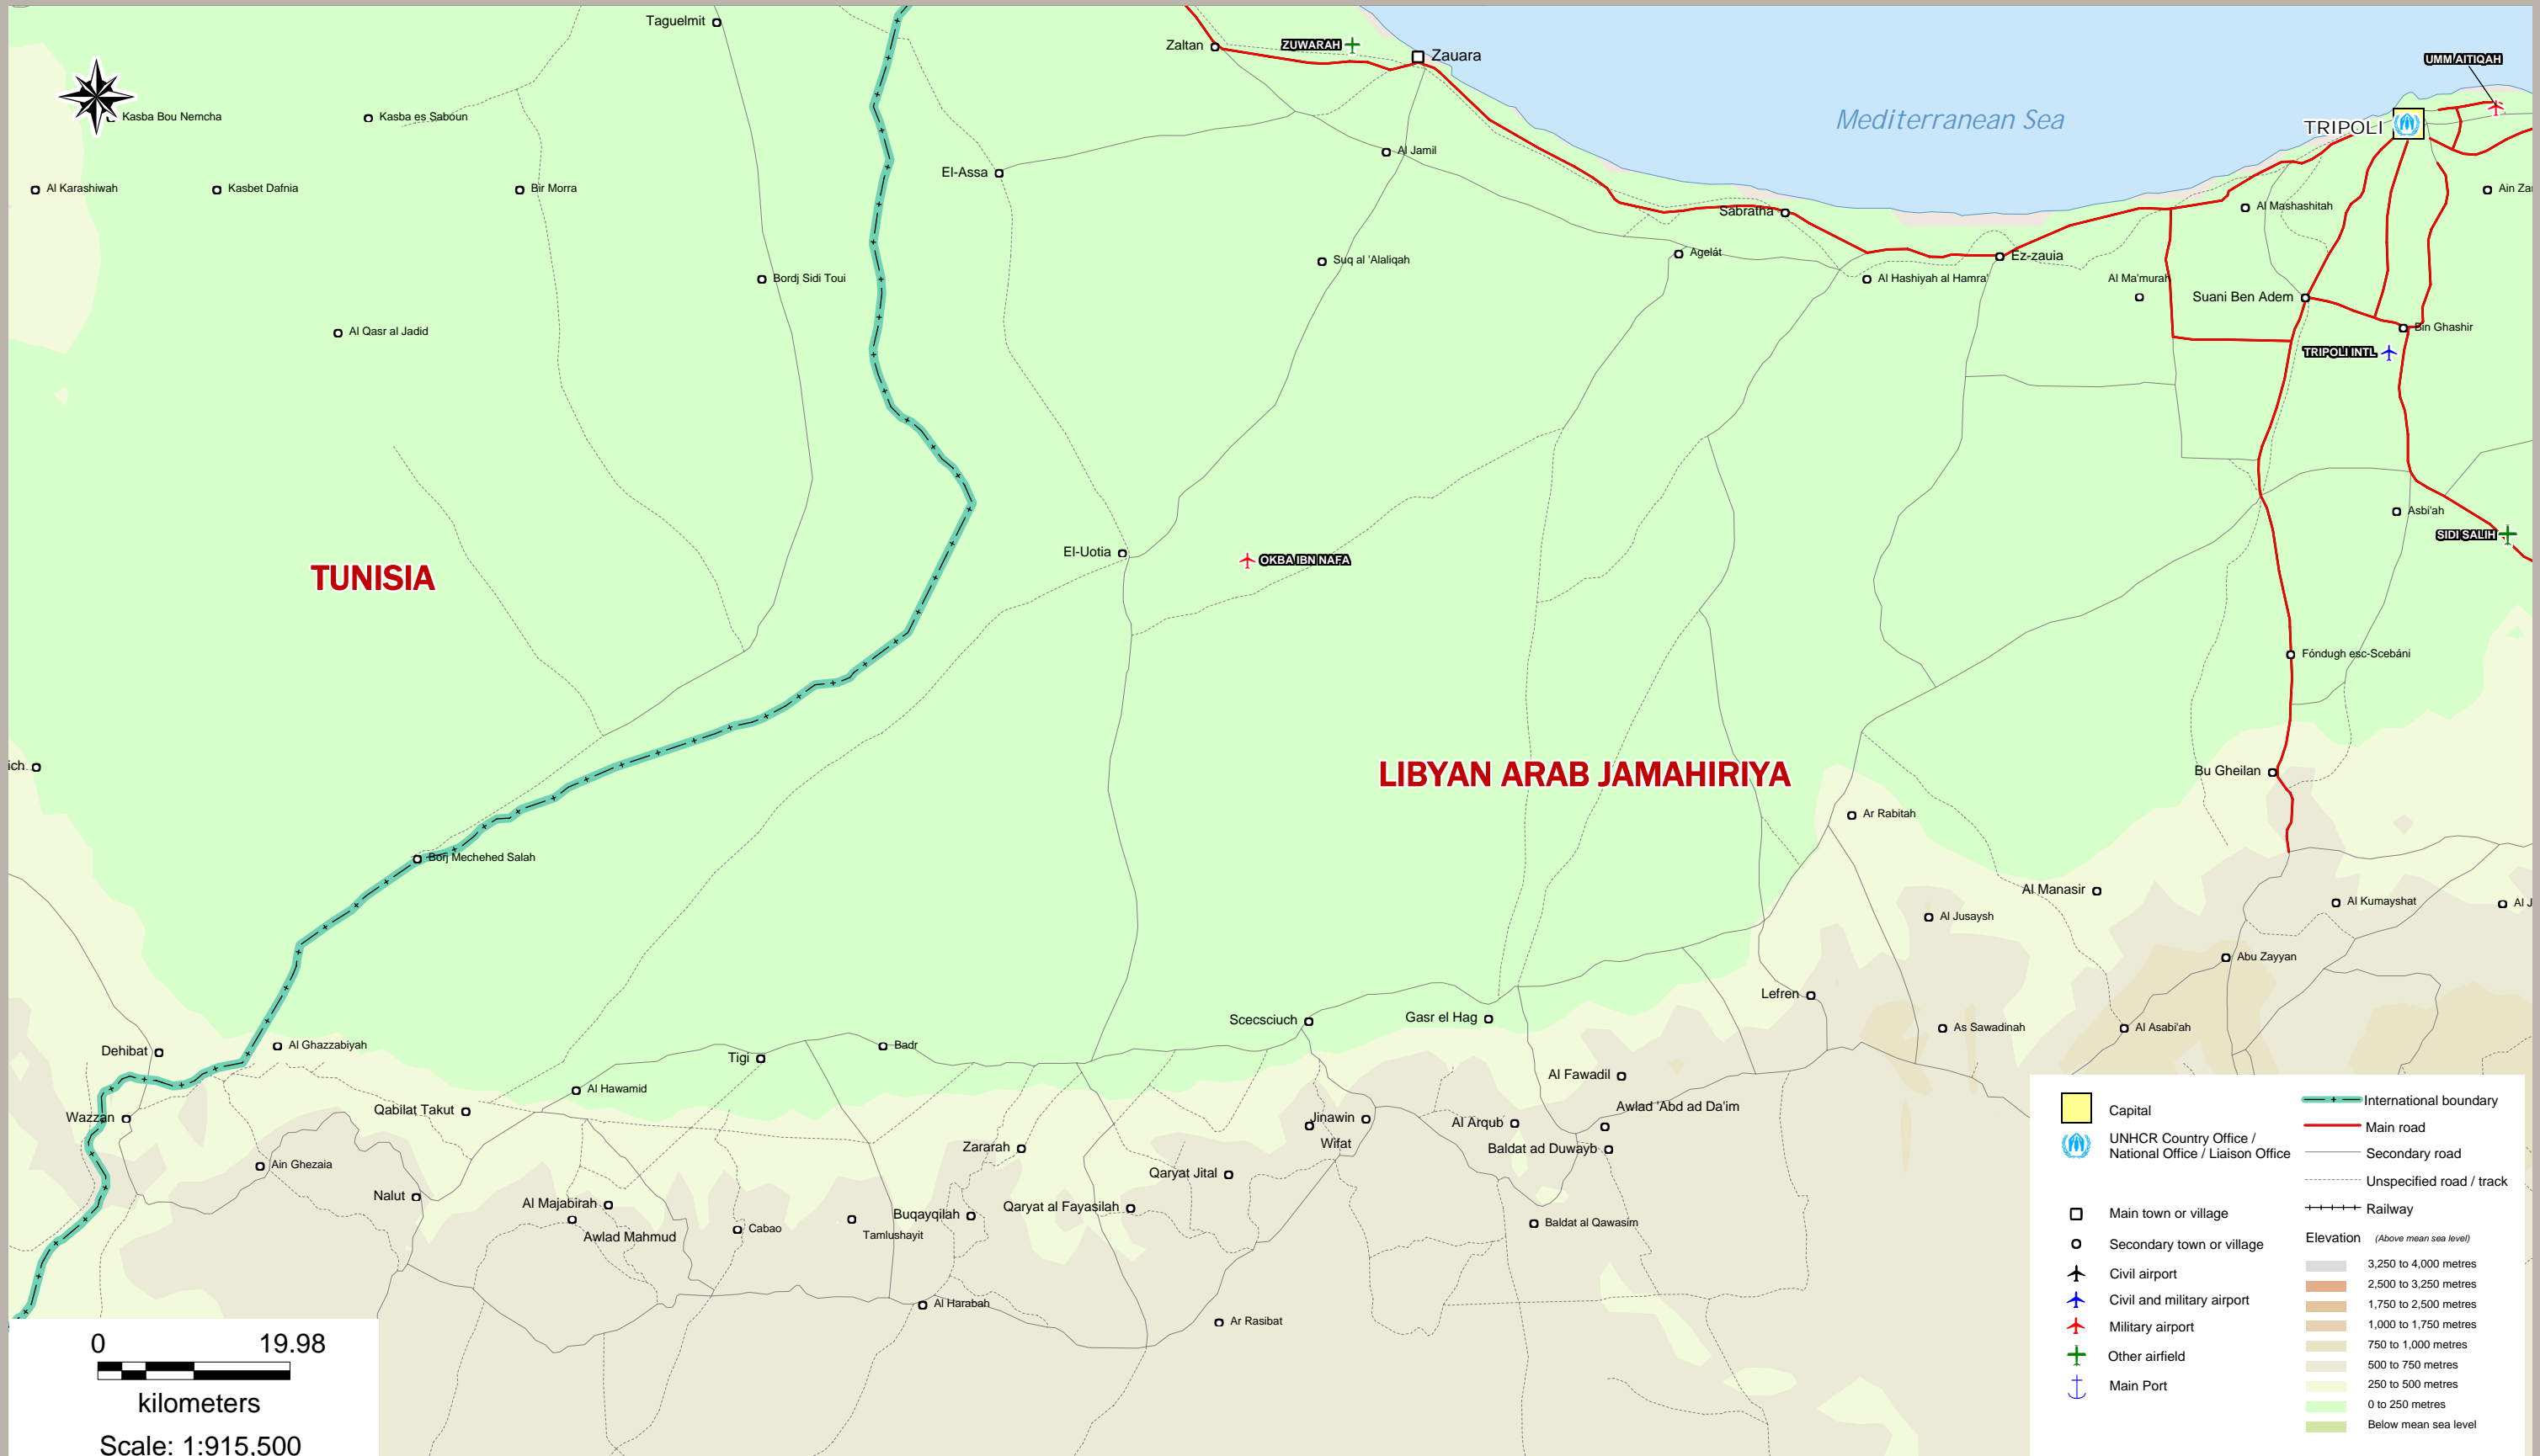 Taguelmit
Zaltan
ZUWARAH
Zauara
UMM AITIQAH
Kasba Bou Nemcha
Kasba es Saboun
Mediterranean Sea
TRIPOLI
Al Jamil
El-Assa
Al Karashiwah
Kasbet Dafnia
Bir Morra
Ain Za
Sabratha
Al Mashashitah
Agelát
Ez-zauia
Suq al 'Alaliqah
Bordj Sidi Toui
Al Hashiyah al Hamra'
Al Ma'murah
Suani Ben Adem
Al Qasr al Jadid
Bin Ghashir
TRIPOLI INTL
Asbi'ah
SIDI SALIH
El-Uotia
OKBA IBN NAFA
TUNISIA
Fóndugh esc-Scebáni
ich
LIBYAN ARAB JAMAHIRIYA
Bu Gheilan
Ar Rabitah
Borj Mechehed Salah
Al Manasir
Al Kumayshat
Al J
Al Jusaysh
Abu Zayyan
Lefren
Scecsciuch
Gasr el Hag
As Sawadinah
Al Asabi'ah
Dehibat
Al Ghazzabiyah
Tigi
Badr
Al Fawadil
Al Hawamid
Awlad 'Abd ad Da'im
Qabilat Takut
Wazzan
Jinawin
Al Arqub
Wifat
Zararah
Baldat ad Duwayb
Ain Ghezaia
Qaryat Jital
Nalut
Al Majabirah
Qaryat al Fayasilah
Buqayqilah
Baldat al Qawasim
Cabao
Awlad Mahmud
Tamlushayit
Al Harabah
Ar Rasibat
0 19.98
kilometers
Scale: 1:915,500
Capital
UNHCR Country Office /
National Office / Liaison Office
Main town or village
Secondary town or village
Civil airport
Civil and military airport
Military airport
Other airfield
Main Port
International boundary
Main road
Secondary road
Unspecified road / track
Railway
Elevation (Above mean sea level)
3,250 to 4,000 metres
2,500 to 3,250 metres
1,750 to 2,500 metres
1,000 to 1,750 metres
750 to 1,000 metres
500 to 750 metres
250 to 500 metres
0 to 250 metres
Below mean sea level